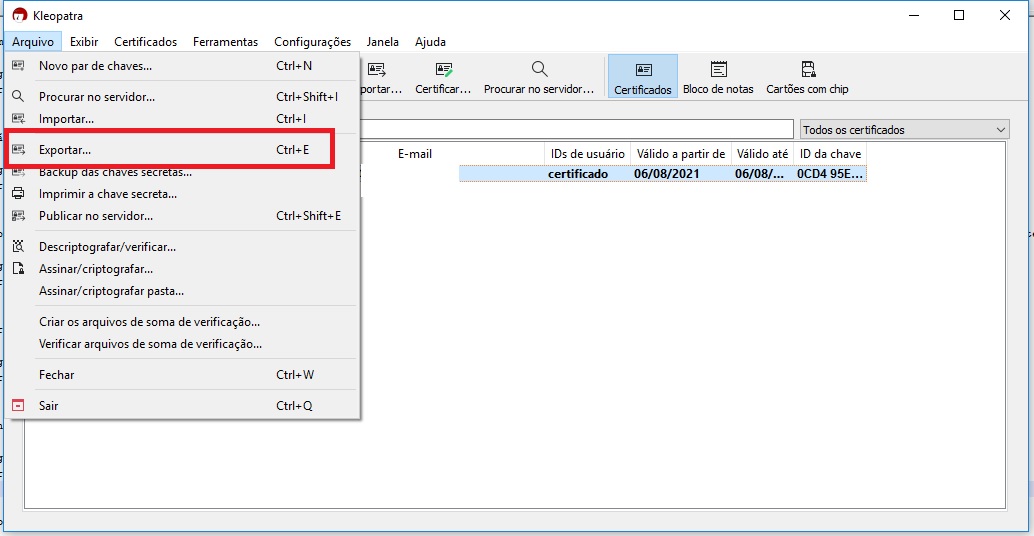 Kleopatra
Arquivo Exibir Certificados Ferramentas Configurações Janela Ajuda
Novo par de chaves... Ctrl+N
Procurar no servidor... Ctrl+Shift+I
Importar... Ctrl+I
Exportar... Ctrl+E
Backup das chaves secretas...
Imprimir a chave secreta...
Publicar no servidor... Ctrl+Shift+E
Descriptografar/verificar...
Assinar/criptografar...
Assinar/criptografar pasta...
Criar os arquivos de soma de verificação...
Verificar arquivos de soma de verificação...
Fechar Ctrl+W
Sair Ctrl+Q
portar... Certificar... Procurar no servidor... Certificados Bloco de notas Cartões com chip
Todos os certificados
E-mail IDs de usuário Válido a partir de Válido até ID da chave
certificado 06/08/2021 06/08/... 0CD4 95E...